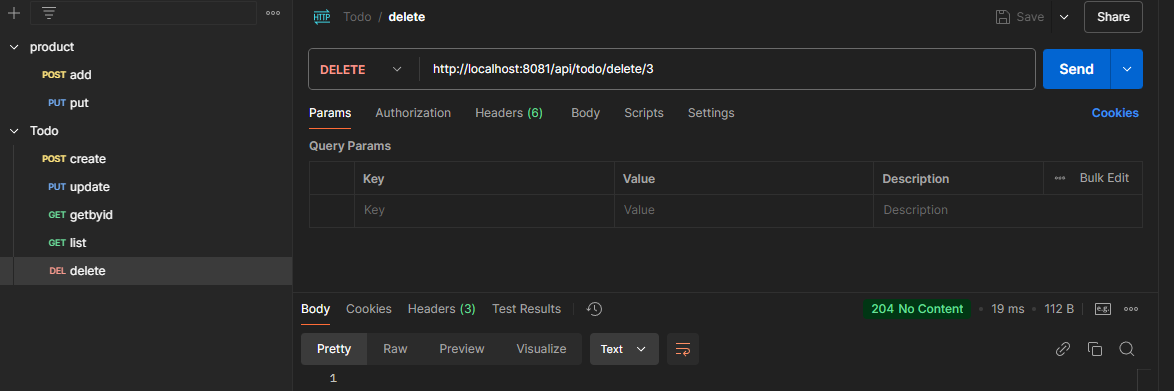 HTTP Todo / delete Save Share
product
POST add
PUT put
Todo
POST create
PUT update
GET getbyid
GET list
DEL delete
DELETE http://localhost:8081/api/todo/delete/3 Send
Params Authorization Headers (6) Body Scripts Settings Cookies
Query Params
Key Value Description Bulk Edit
Key Value Description
Body Cookies Headers (3) Test Results 204 No Content • 19 ms • 112 B e.g.
Pretty Raw Preview Visualize Text
1